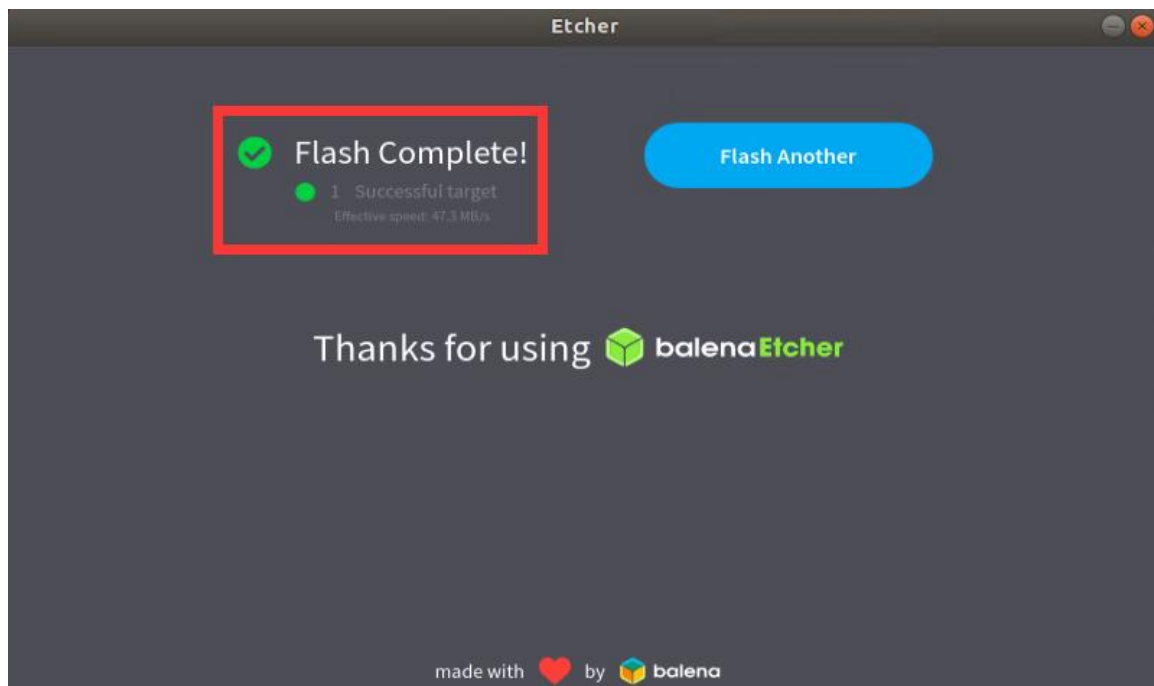 Etcher
Flash Complete!
1 Successful target
Effective speed: 47.3 MB/s
Flash Another
Thanks for using balenaEtcher
made with by balena